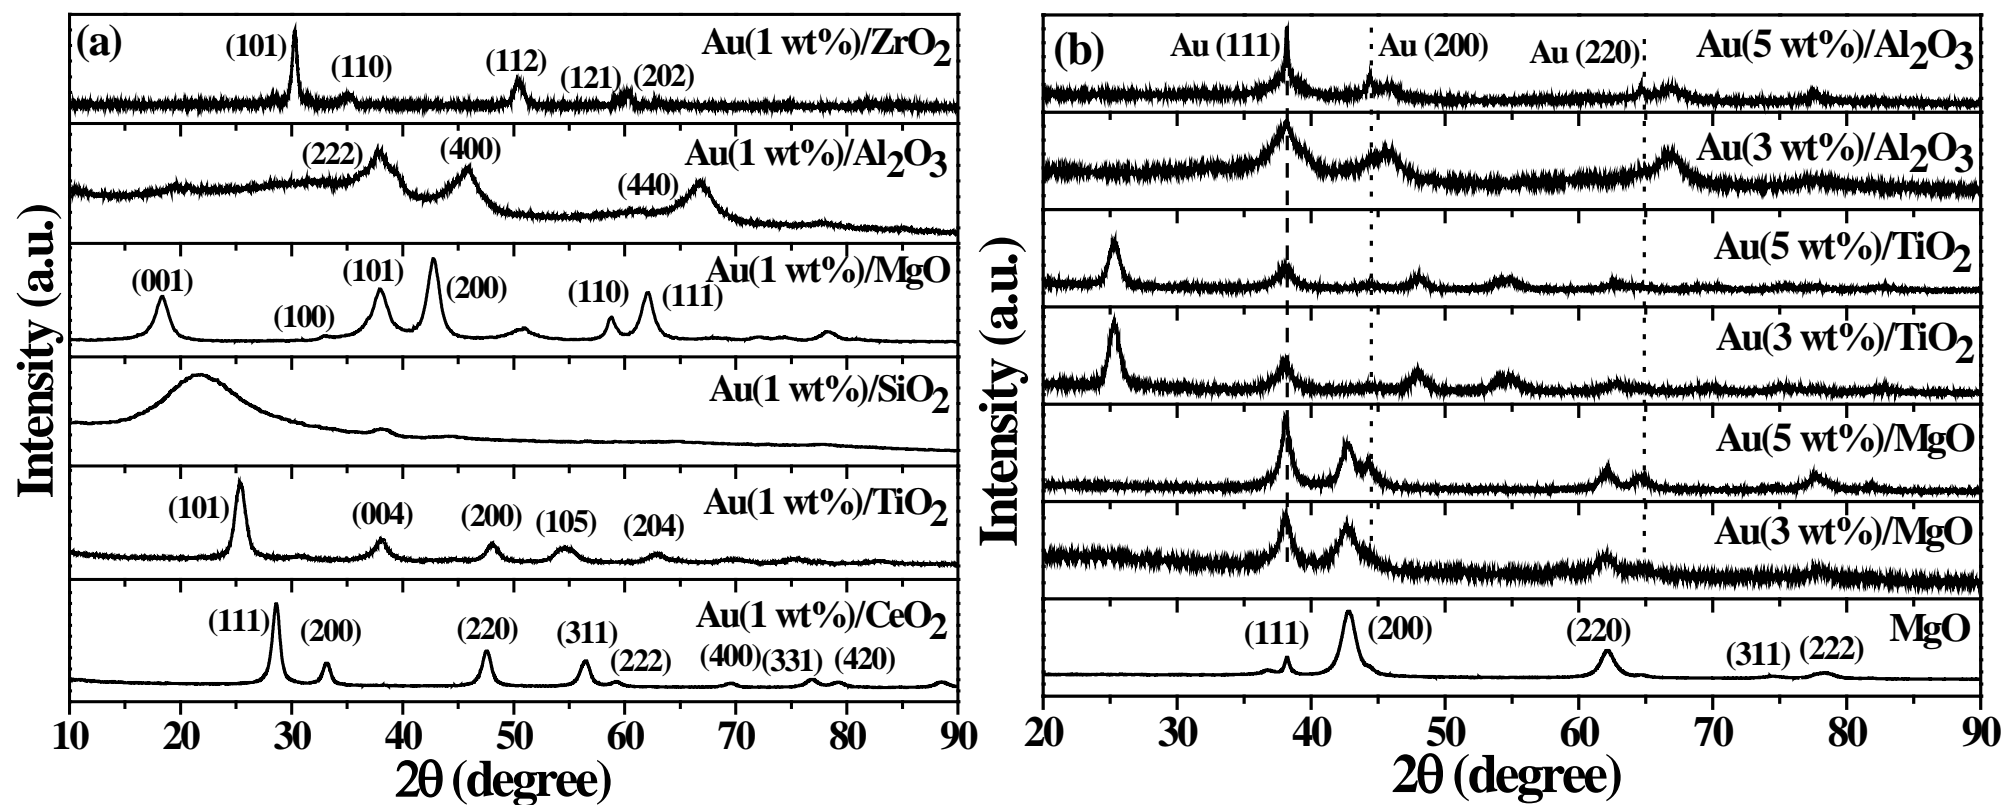 (a)
Au(1 wt%)/ZrO2
(101)
(110)
(112)
(121)
(202)
Au(1 wt%)/Al2O3
(222)
(400)
(440)
Au(1 wt%)/MgO
(001)
(100)
(101)
(200)
(110)
(111)
Au(1 wt%)/SiO2
Au(1 wt%)/TiO2
(101)
(004)
(200)
(105)
(204)
Au(1 wt%)/CeO2
(111)
(200)
(220)
(311)
(222)
(400)
(331)
(420)
10 20 30 40 50 60 70 80 90
2θ (degree)
Intensity (a.u.)
(b)
Au (111)
Au (200)
Au (220)
Au(5 wt%)/Al2O3
Au(3 wt%)/Al2O3
Au(5 wt%)/TiO2
Au(3 wt%)/TiO2
Au(5 wt%)/MgO
Au(3 wt%)/MgO
MgO
(111)
(200)
(220)
(311)
(222)
20 30 40 50 60 70 80 90
2θ (degree)
Intensity (a.u.)